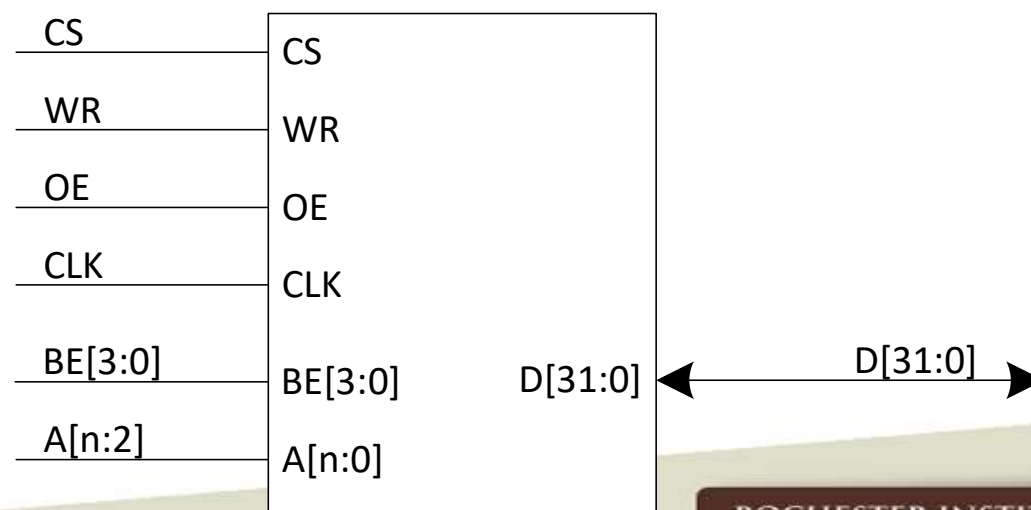 CS
CS
WR
WR
OE
OE
CLK
CLK
BE[3:0]
BE[3:0]
D[31:0]
D[31:0]
A[n:2]
A[n:0]